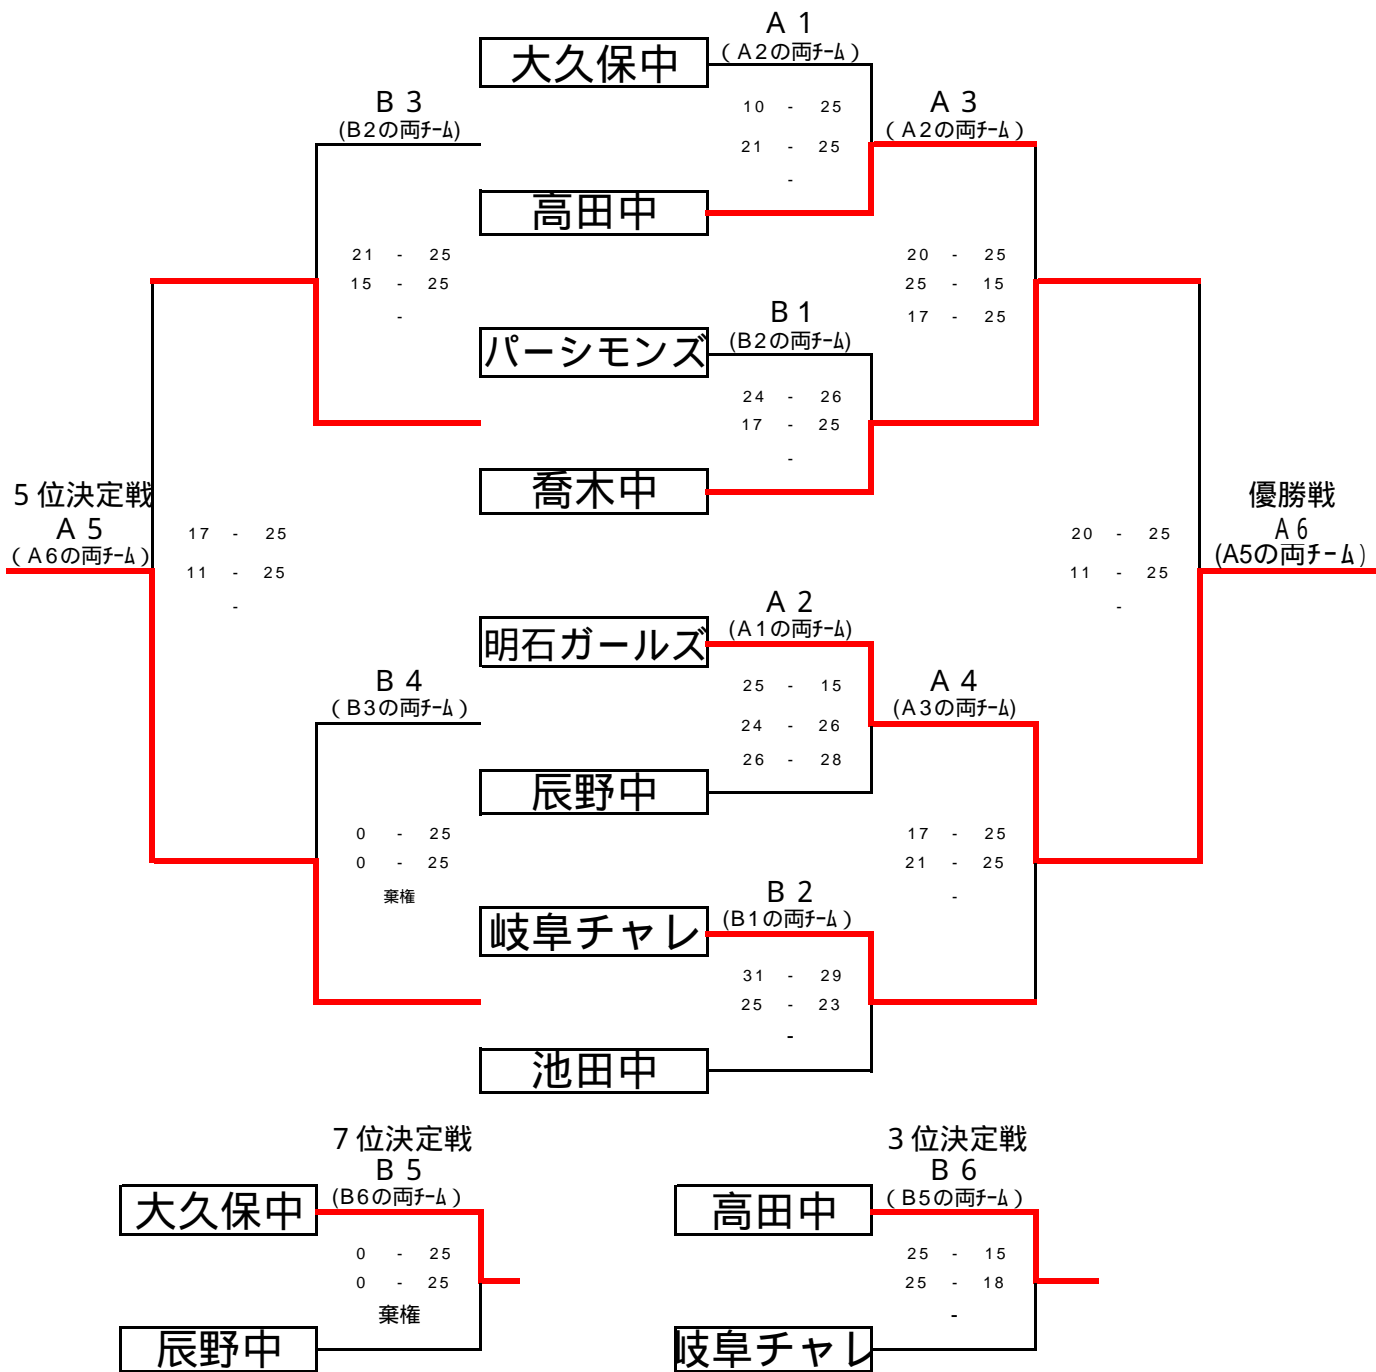 A 1
大久保中
(A2の両ﾁｰﾑ)
B 3
(B2の両ﾁｰﾑ)
10 - 25
A 3
(A2の両ﾁｰﾑ)
21 - 25
-
高田中
21 - 25
15 - 25
-
20 - 25
25 - 15
17 - 25
B 1
(B2の両ﾁｰﾑ)
パーシモンズ
24 - 26
17 - 25
-
喬木中
5位決定戦
A 5
(A6の両ﾁｰﾑ)
17 - 25
11 - 25
-
優勝戦
A 6
(A5の両チーム)
20 - 25
11 - 25
-
A 2
(A1の両ﾁｰﾑ)
明石ガールズ
B 4
(B3の両ﾁｰﾑ)
25 - 15
24 - 26
26 - 28
A 4
(A3の両ﾁｰﾑ)
辰野中
0 - 25
0 - 25
棄権
17 - 25
21 - 25
-
B 2
(B1の両ﾁｰﾑ)
岐阜チャレ
31 - 29
25 - 23
-
池田中
7位決定戦
B 5
(B6の両ﾁｰﾑ)
大久保中
0 - 25
0 - 25
棄権
辰野中
3位決定戦
B 6
(B5の両ﾁｰﾑ)
高田中
25 - 15
25 - 18
-
岐阜チャレ